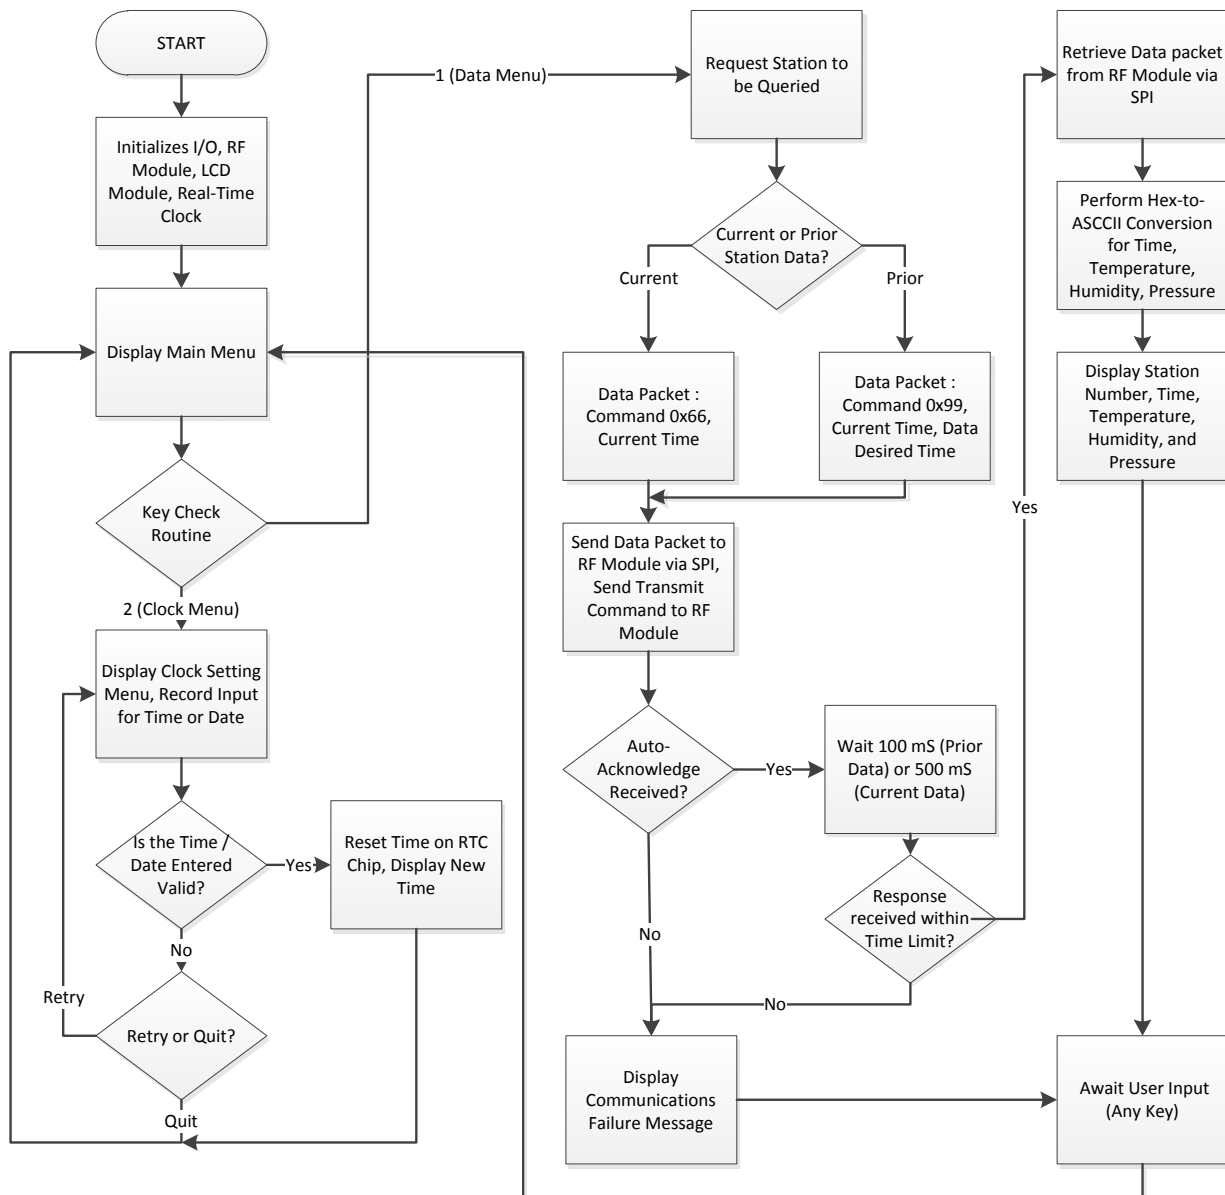 START
Initializes I/O, RF
Module, LCD
Module, Real-Time
Clock
Display Main Menu
Key Check
Routine
2 (Clock Menu)
Display Clock Setting
Menu, Record Input
for Time or Date
Is the Time /
Date Entered
Valid?
Yes
Reset Time on RTC
Chip, Display New
Time
No
Retry
Retry or Quit?
Quit
1 (Data Menu)
Request Station to
be Queried
Current or Prior
Station Data?
Current
Prior
Data Packet :
Command 0x66,
Current Time
Data Packet :
Command 0x99,
Current Time, Data
Desired Time
Send Data Packet to
RF Module via SPI,
Send Transmit
Command to RF
Module
Auto-
Acknowledge
Received?
Yes
Wait 100 mS (Prior
Data) or 500 mS
(Current Data)
Response
received within
Time Limit?
No
No
Yes
Display
Communications
Failure Message
Retrieve Data packet
from RF Module via
SPI
Perform Hex-to-
ASCCII Conversion
for Time,
Temperature,
Humidity, Pressure
Display Station
Number, Time,
Temperature,
Humidity, and
Pressure
Await User Input
(Any Key)